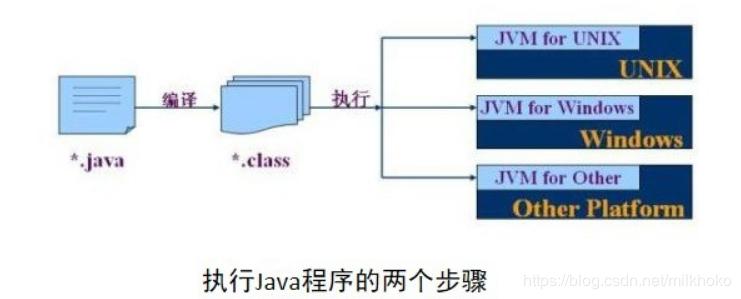 JVM for UNIX
UNIX
编译
执行
JVM for Windows
Windows
*.java
*.class
JVM for Other
Other Platform
执行Java程序的两个步骤
https://blog.csdn.net/milkhoko